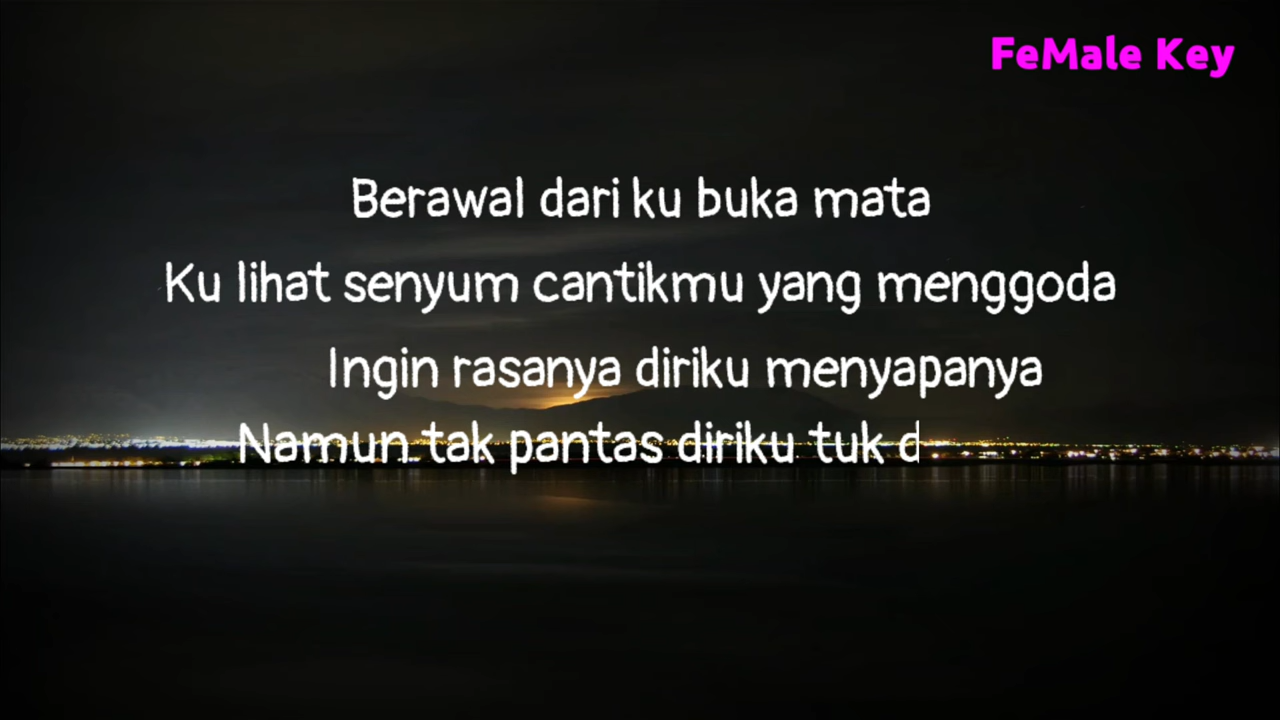 FeMale Key
Berawal dari ku buka mata
Ku lihat senyum cantikmu yang menggoda
Ingin rasanya diriku menyapanya
Namun tak pantas diriku tuk d